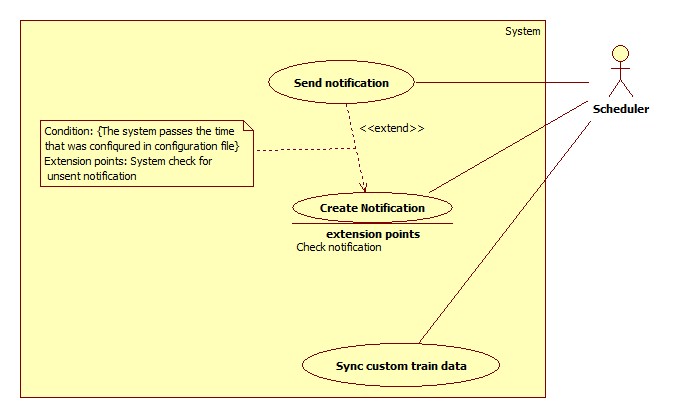 System
Send notification
Scheduler
<<extend>>
Condition: {The system passes the time
that was configured in configuration file}
Extension points: System check for
unsent notification
Create Notification
extension points
Check notification
Sync custom train data